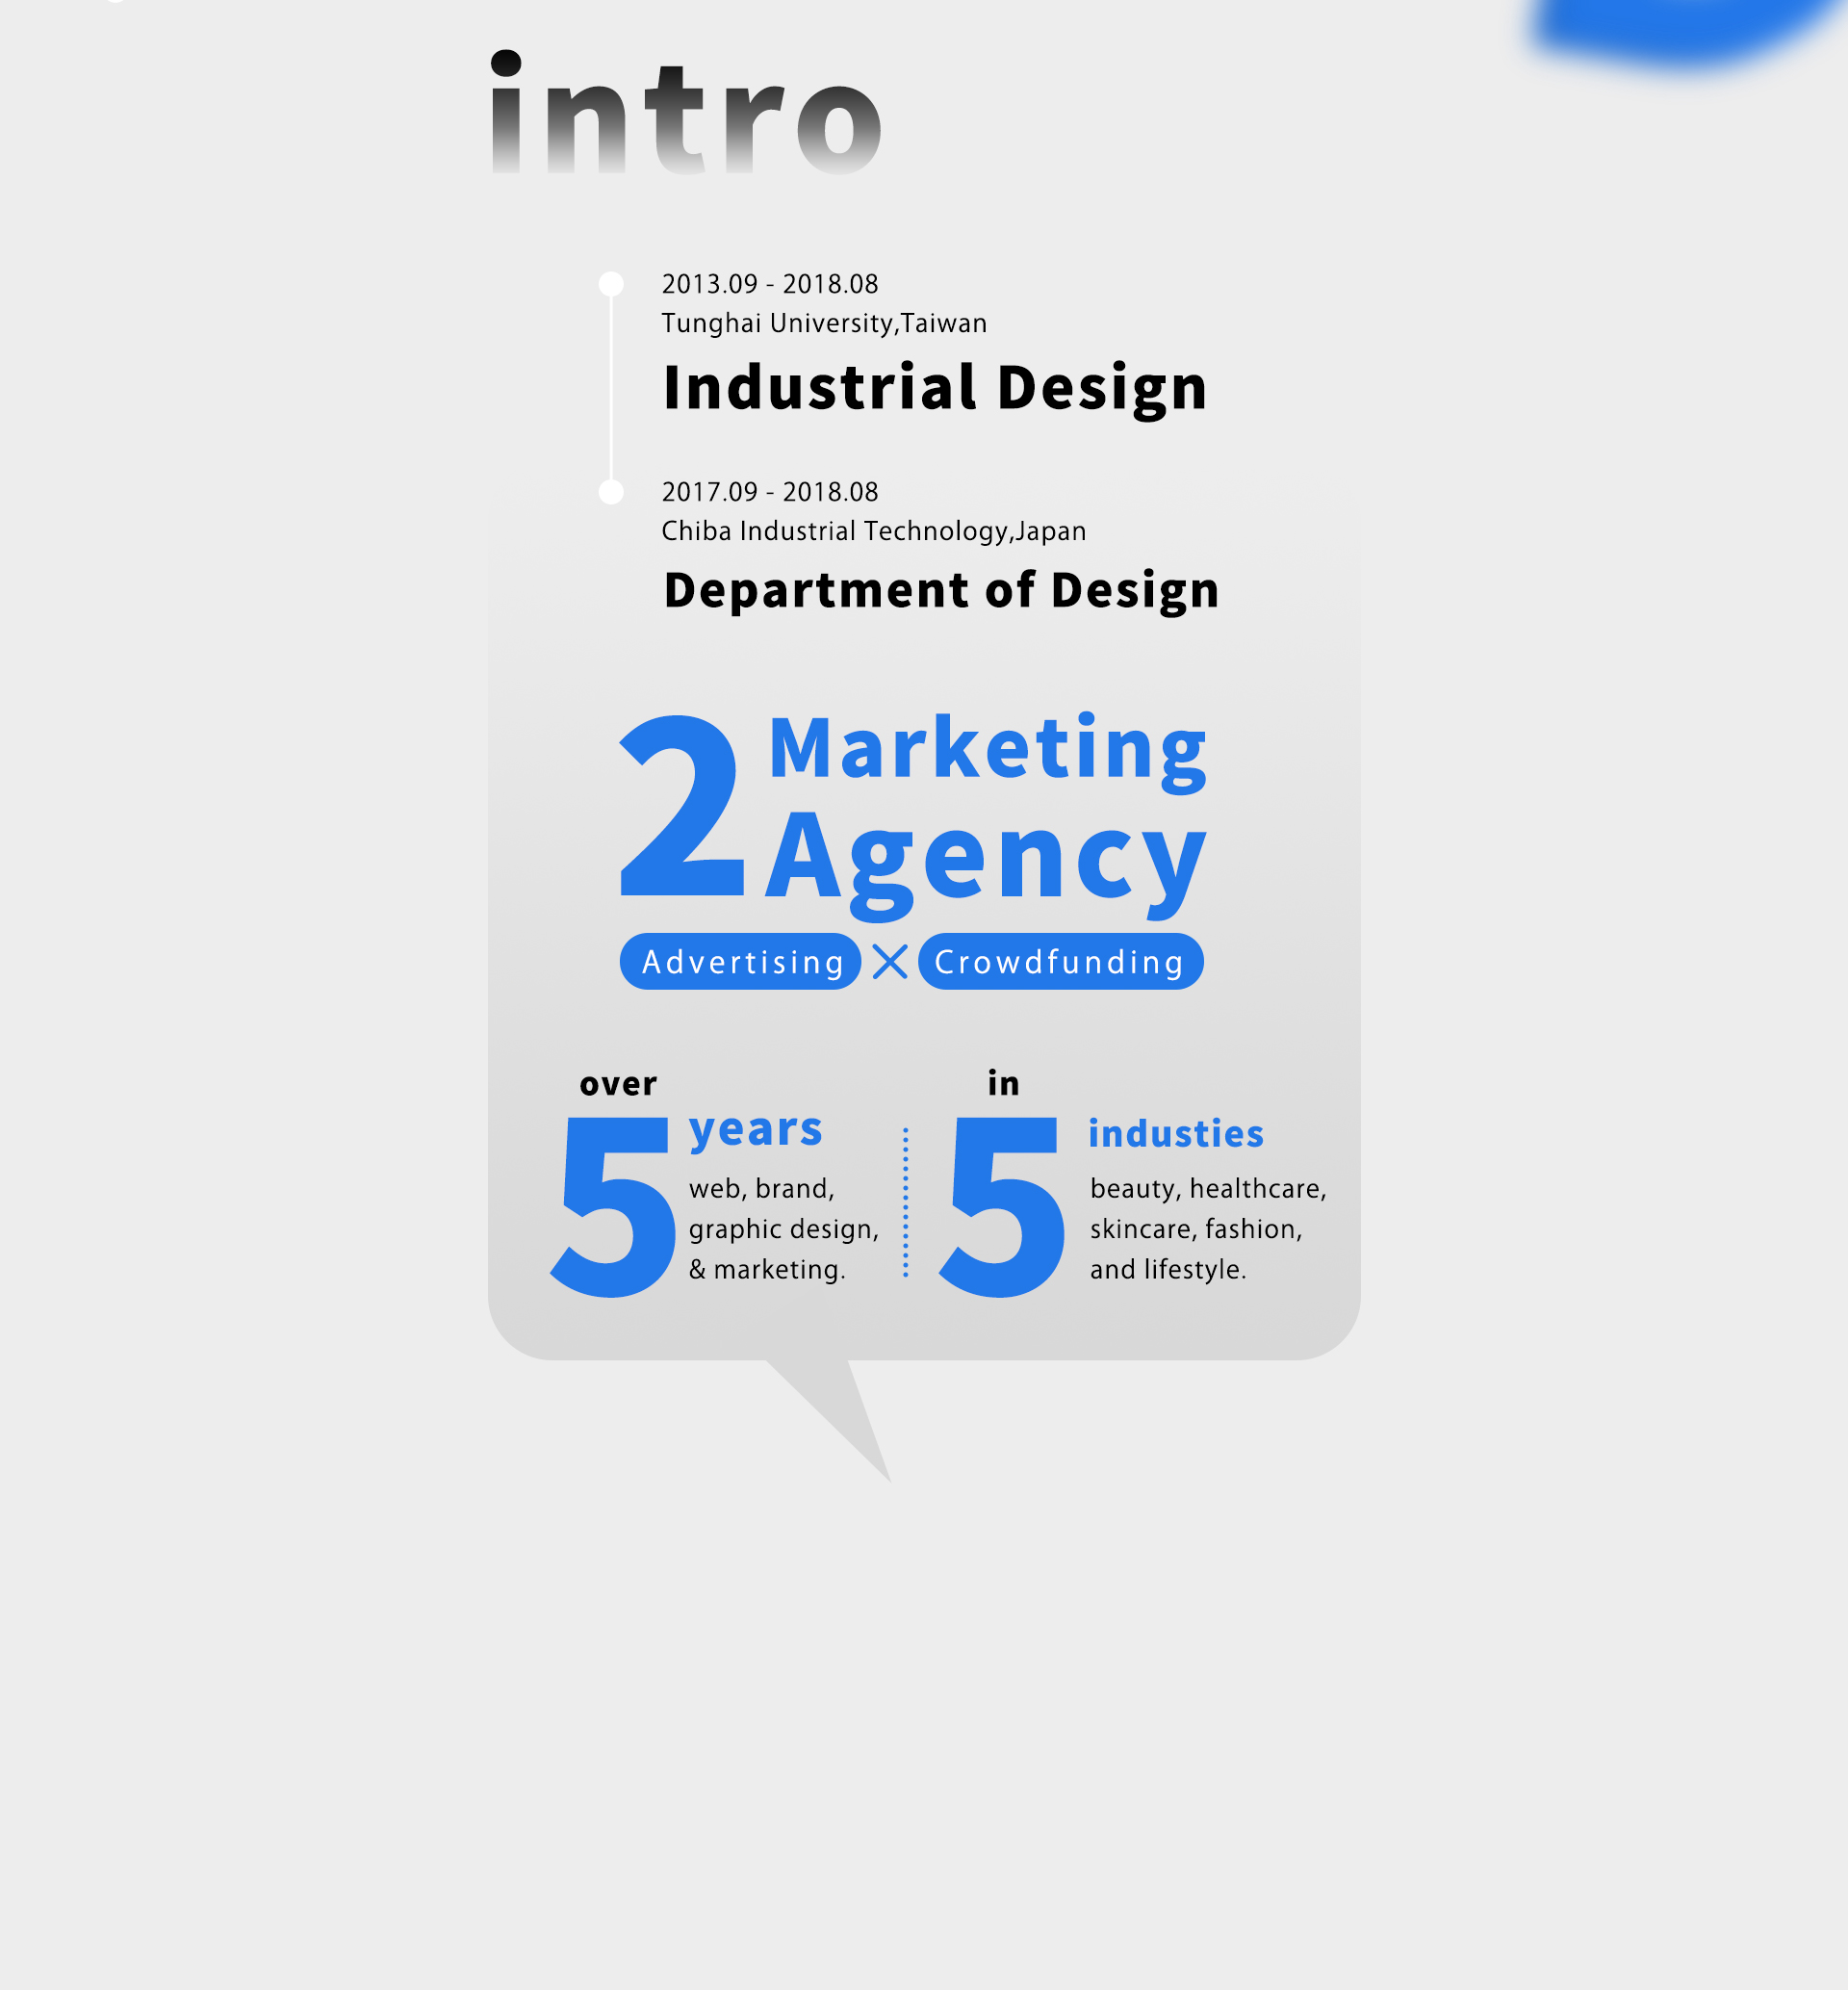 intro
2013.09 - 2018.08
Tunghai University,Taiwan
Industrial Design
2017.09 - 2018.08
Chiba Industrial Technology,Japan
Department of Design
2 Marketing
Agency
Advertising × Crowdfunding
over
5 years
web, brand,
graphic design,
& marketing.
in
5 industies
beauty, healthcare,
skincare, fashion,
and lifestyle.